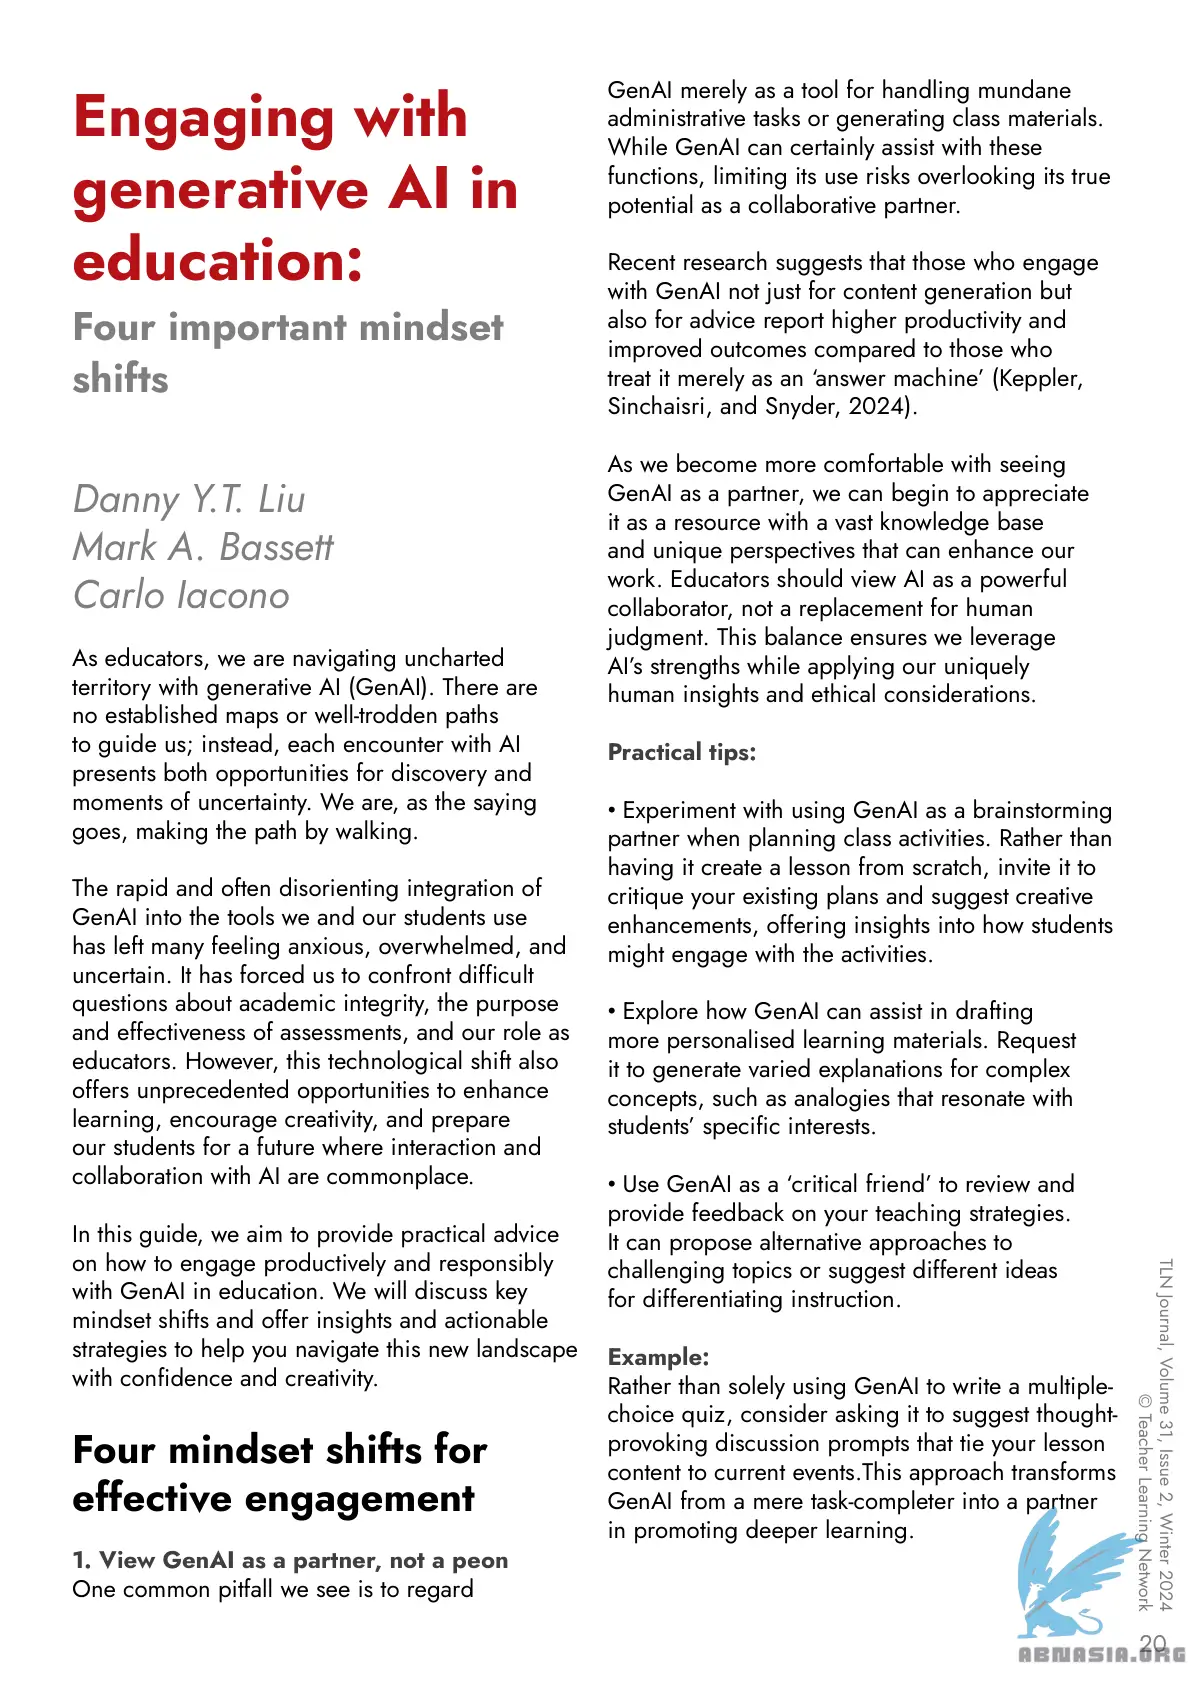 Engaging with
generative AI in
education:
Four important mindset
shifts
Danny Y.T. Liu
Mark A. Bassett
Carlo Iacono
As educators, we are navigating uncharted
territory with generative AI (GenAI). There are
no established maps or well-trodden paths
to guide us; instead, each encounter with AI
presents both opportunities for discovery and
moments of uncertainty. We are, as the saying
goes, making the path by walking.
The rapid and often disorienting integration of
GenAI into the tools we and our students use
has left many feeling anxious, overwhelmed, and
uncertain. It has forced us to confront difficult
questions about academic integrity, the purpose
and effectiveness of assessments, and our role as
educators. However, this technological shift also
offers unprecedented opportunities to enhance
learning, encourage creativity, and prepare
our students for a future where interaction and
collaboration with AI are commonplace.
In this guide, we aim to provide practical advice
on how to engage productively and responsibly
with GenAI in education. We will discuss key
mindset shifts and offer insights and actionable
strategies to help you navigate this new landscape
with confidence and creativity.
Four mindset shifts for
effective engagement
1. View GenAI as a partner, not a peon
One common pitfall we see is to regard
GenAI merely as a tool for handling mundane
administrative tasks or generating class materials.
While GenAI can certainly assist with these
functions, limiting its use risks overlooking its true
potential as a collaborative partner.
Recent research suggests that those who engage
with GenAI not just for content generation but
also for advice report higher productivity and
improved outcomes compared to those who
treat it merely as an ‘answer machine’ (Keppler,
Sinchaisri, and Snyder, 2024).
As we become more comfortable with seeing
GenAI as a partner, we can begin to appreciate
it as a resource with a vast knowledge base
and unique perspectives that can enhance our
work. Educators should view AI as a powerful
collaborator, not a replacement for human
judgment. This balance ensures we leverage
AI’s strengths while applying our uniquely
human insights and ethical considerations.
Practical tips:
• Experiment with using GenAI as a brainstorming
partner when planning class activities. Rather than
having it create a lesson from scratch, invite it to
critique your existing plans and suggest creative
enhancements, offering insights into how students
might engage with the activities.
• Explore how GenAI can assist in drafting
more personalised learning materials. Request
it to generate varied explanations for complex
concepts, such as analogies that resonate with
students’ specific interests.
• Use GenAI as a ‘critical friend’ to review and
provide feedback on your teaching strategies.
It can propose alternative approaches to
challenging topics or suggest different ideas
for differentiating instruction.
Example:
Rather than solely using GenAI to write a multiple-
choice quiz, consider asking it to suggest thought-
provoking discussion prompts that tie your lesson
content to current events.This approach transforms
GenAI from a mere task-completer into a partner
in promoting deeper learning.
TLN Journal, Volume 31, Issue 2, Winter 2024
© Teacher Learning Network
20
ABNASIA.ORG